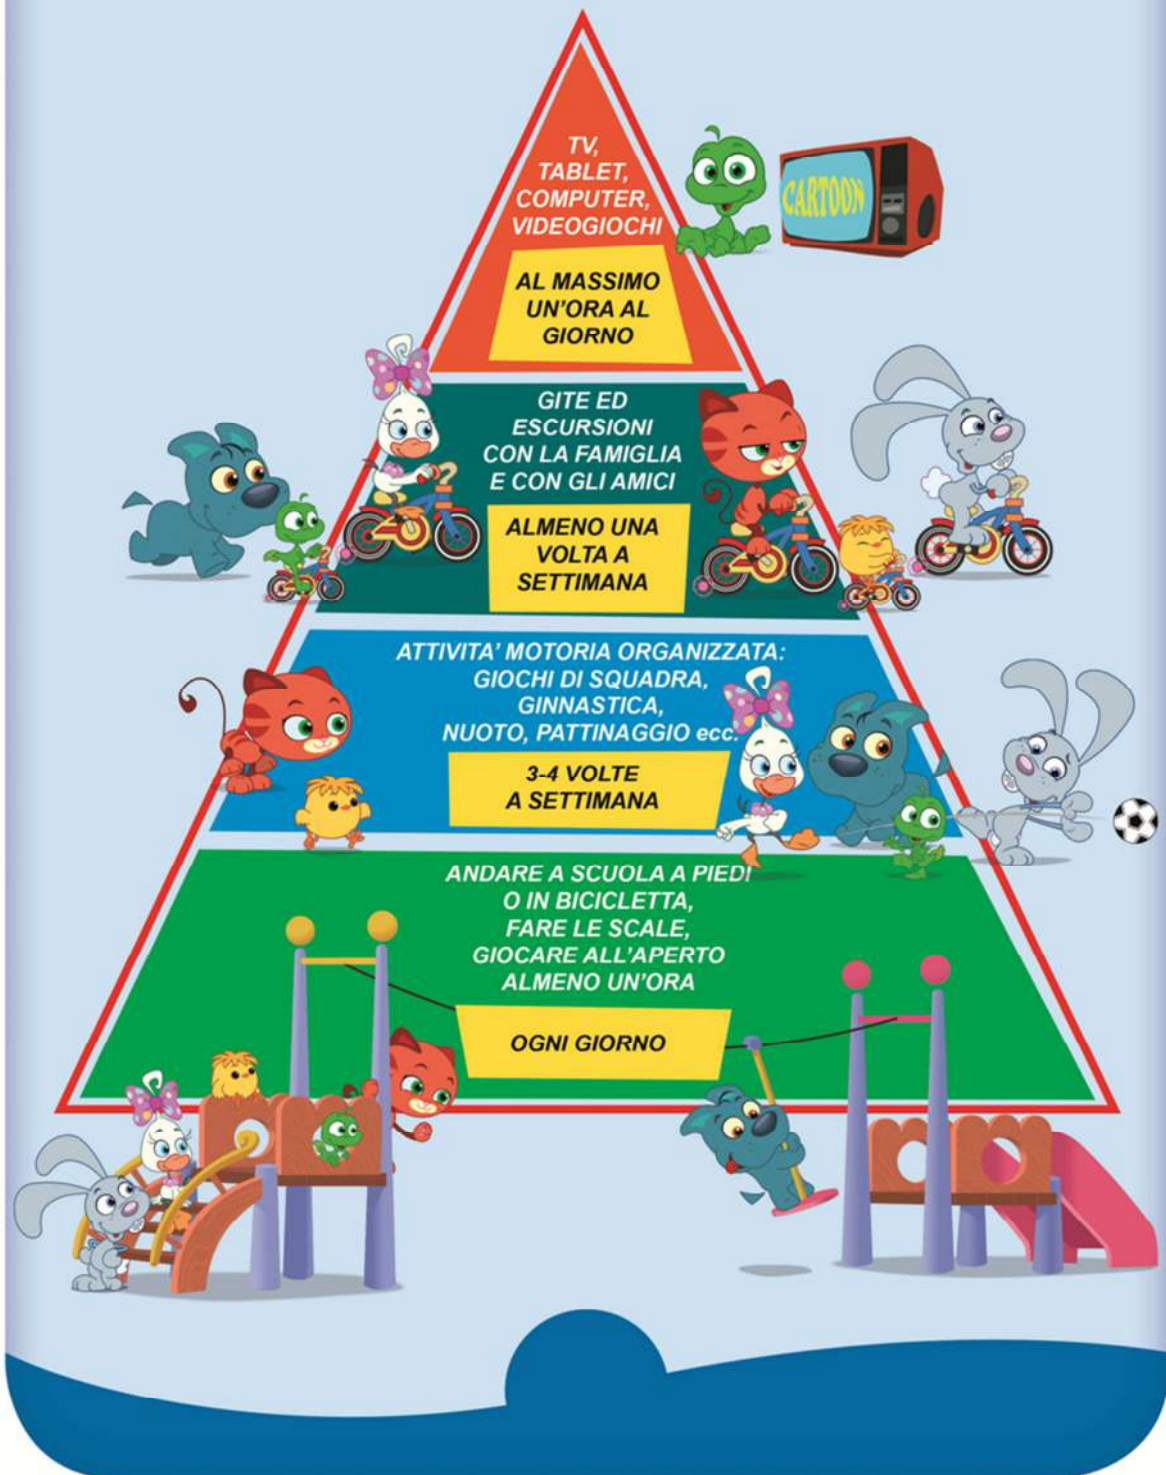 TV,
TABLET,
COMPUTER,
VIDEOGIOCHI
CARTOON
AL MASSIMO
UN'ORA AL
GIORNO
GITE ED
ESCURSIONI
CON LA FAMIGLIA
E CON GLI AMICI
ALMENO UNA
VOLTA A
SETTIMANA
ATTIVITA' MOTORIA ORGANIZZATA:
GIOCHI DI SQUADRA,
GINNASTICA,
NUOTO, PATTINAGGIO ecc.
3-4 VOLTE
A SETTIMANA
ANDARE A SCUOLA A PIEDI
O IN BICICLETTA,
FARE LE SCALE,
GIOCARE ALL'APERTO
ALMENO UN'ORA
OGNI GIORNO